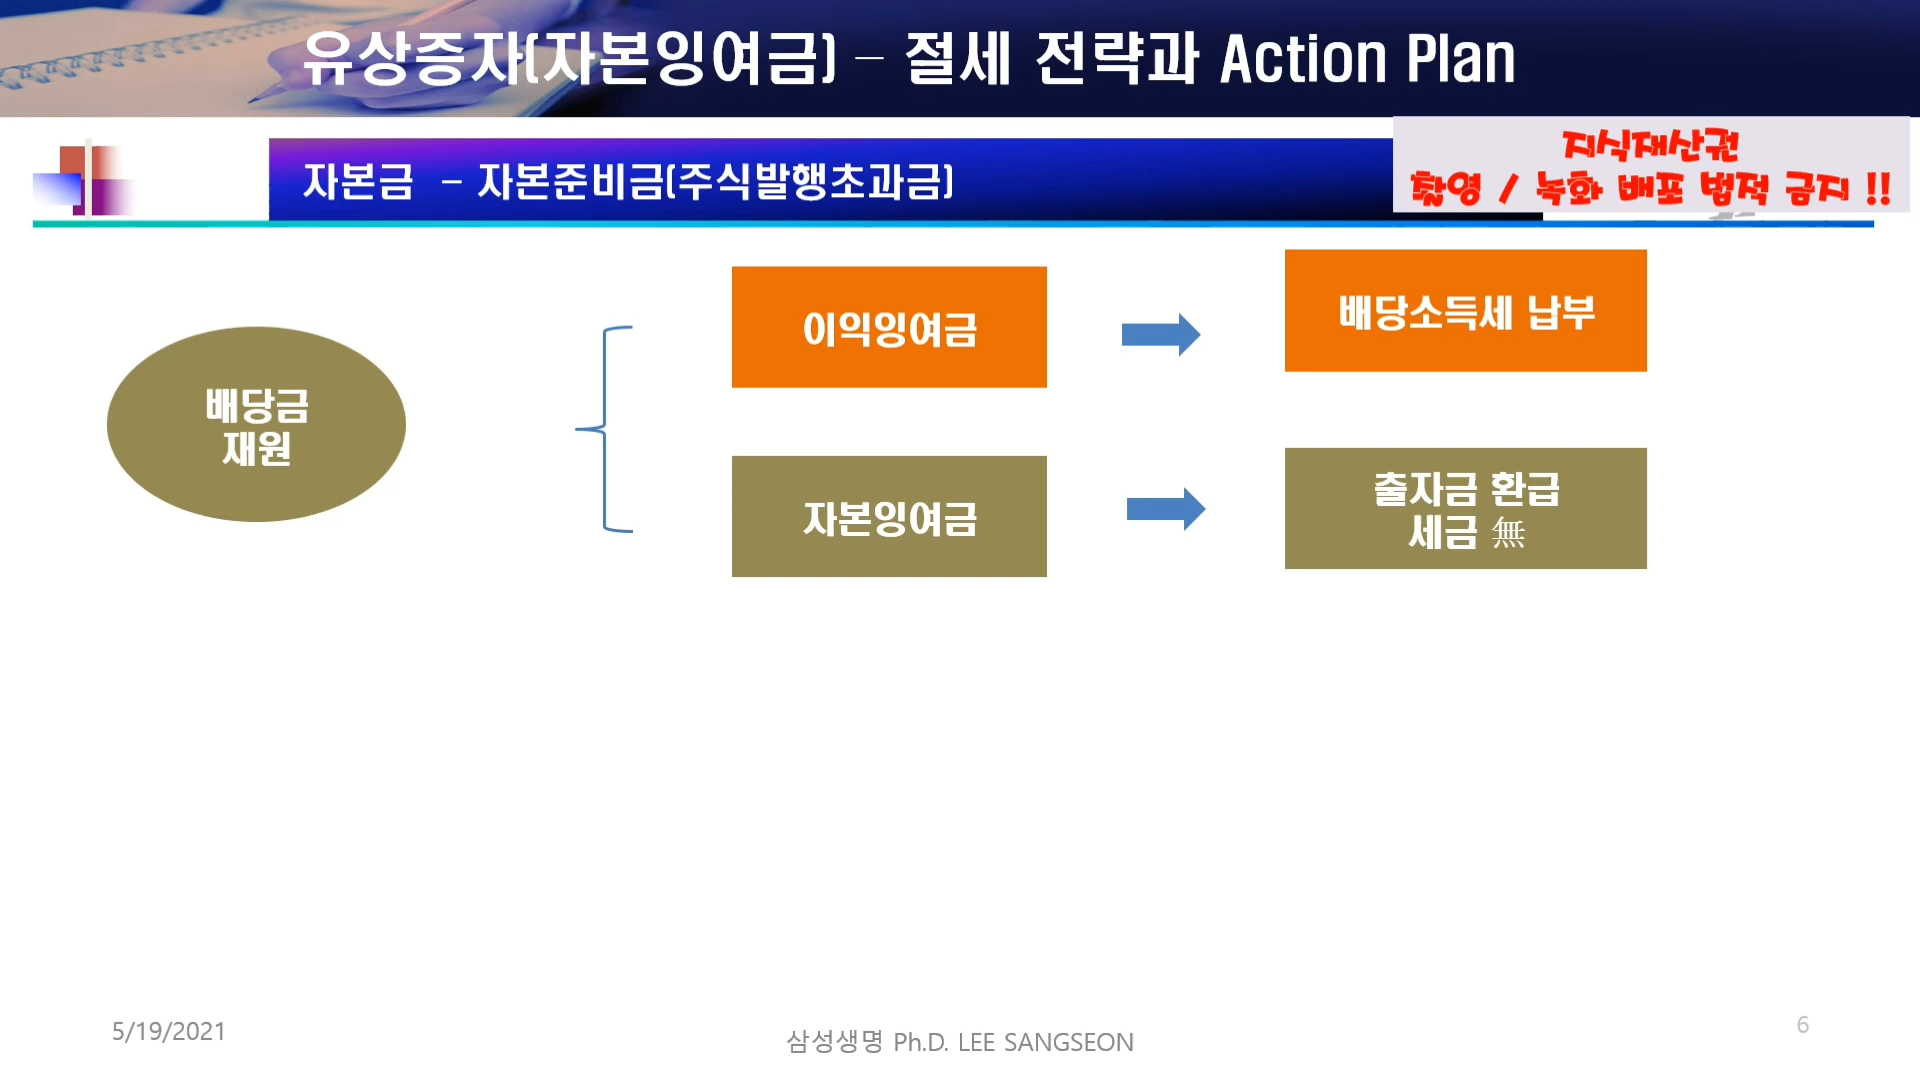 유상증자(자본잉여금) – 절세 전략과 Action Plan
지식재산권
촬영 / 녹화 배포 법적 금지 !!
자본금 – 자본준비금(주식발행초과금)
배당금
재원
이익잉여금
배당소득세 납부
자본잉여금
출자금 환급
세금 無
5/19/2021
삼성생명 Ph.D. LEE SANGSEON
6